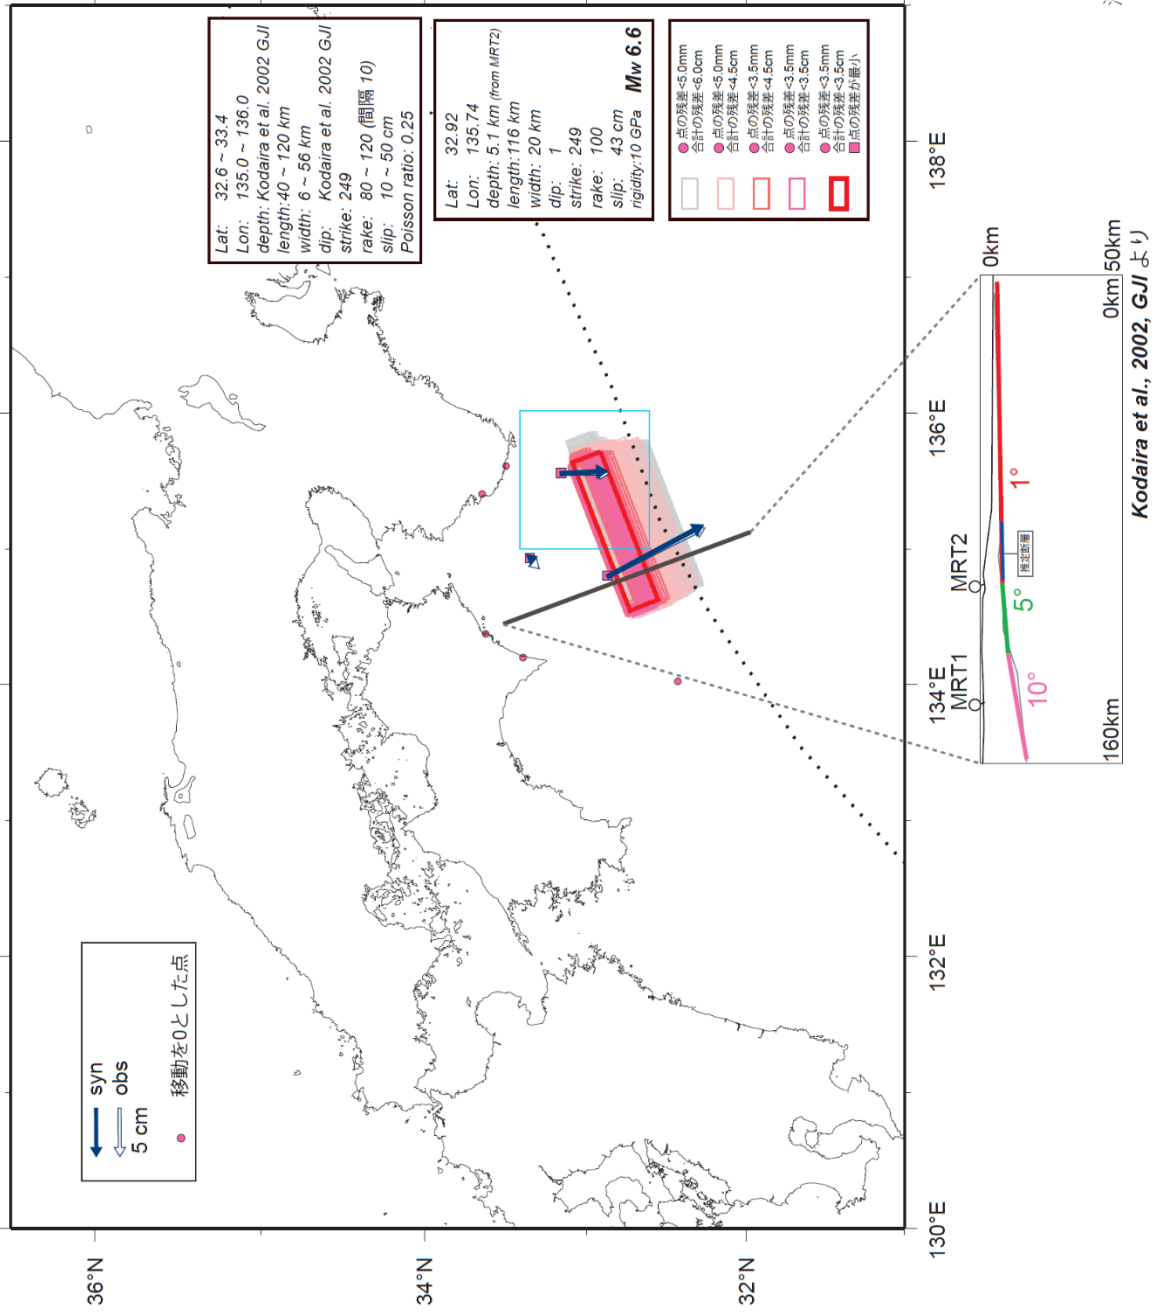 syn
obs
5 cm
移動を0とした点
Lat: 32.6 ~ 33.4
Lon: 135.0 ~ 136.0
depth: Kodaira et al. 2002 GJI
length: 40 ~ 120 km
width: 6 ~ 56 km
dip: Kodaira et al. 2002 GJI
strike: 249
rake: 80 ~ 120 (間隔 10)
slip: 10 ~ 50 cm
Poisson ratio: 0.25
Lat: 32.92
Lon: 135.74
depth: 5.1 km (from MRT2)
length: 116 km
width: 20 km
dip: 1
strike: 249
rake: 100
slip: 43 cm
rigidity:10 GPa Mw 6.6
点の残差<5.0mm
合計の残差<6.0cm
点の残差<5.0mm
合計の残差<4.5cm
点の残差<3.5mm
合計の残差<4.5cm
点の残差<3.5mm
合計の残差<3.5cm
点の残差<3.5mm
合計の残差<3.5cm
点の残差が最小
36°N
34°N
32°N
130°E
132°E
134°E
136°E
138°E
MRT1
MRT2
0km
10°
5°
1°
推定断層
160km
0km
50km
Kodaira et al., 2002, GJI より